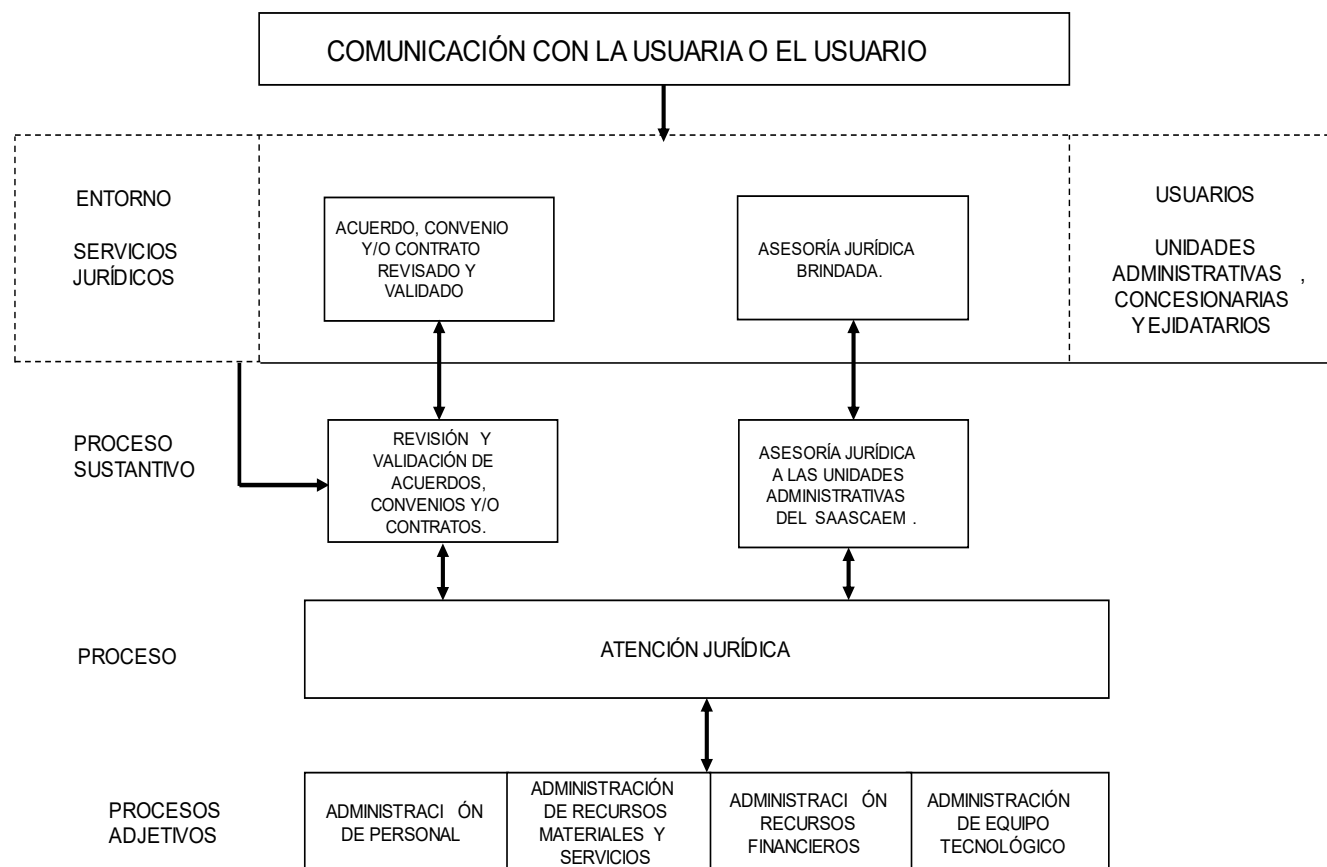 COMUNICACIÓN CON LA USUARIA O EL USUARIO
ENTORNO
SERVICIOS
JURÍDICOS
ACUERDO, CONVENIO
Y/O CONTRATO
REVISADO Y
VALIDADO
ASESORÍA JURÍDICA
BRINDADA.
USUARIOS
UNIDADES
ADMINISTRATIVAS ,
CONCESIONARIAS
Y EJIDATARIOS
PROCESO
SUSTANTIVO
REVISIÓN Y
VALIDACIÓN DE
ACUERDOS,
CONVENIOS Y/O
CONTRATOS.
ASESORÍA JURÍDICA
A LAS UNIDADES
ADMINISTRATIVAS
DEL SAASCAEM .
PROCESO
ATENCIÓN JURÍDICA
PROCESOS
ADJETIVOS
ADMINISTRACI ÓN
DE PERSONAL
ADMINISTRACIÓN
DE RECURSOS
MATERIALES Y
SERVICIOS
ADMINISTRACI ÓN
RECURSOS
FINANCIEROS
ADMINISTRACIÓN
DE EQUIPO
TECNOLÓGICO